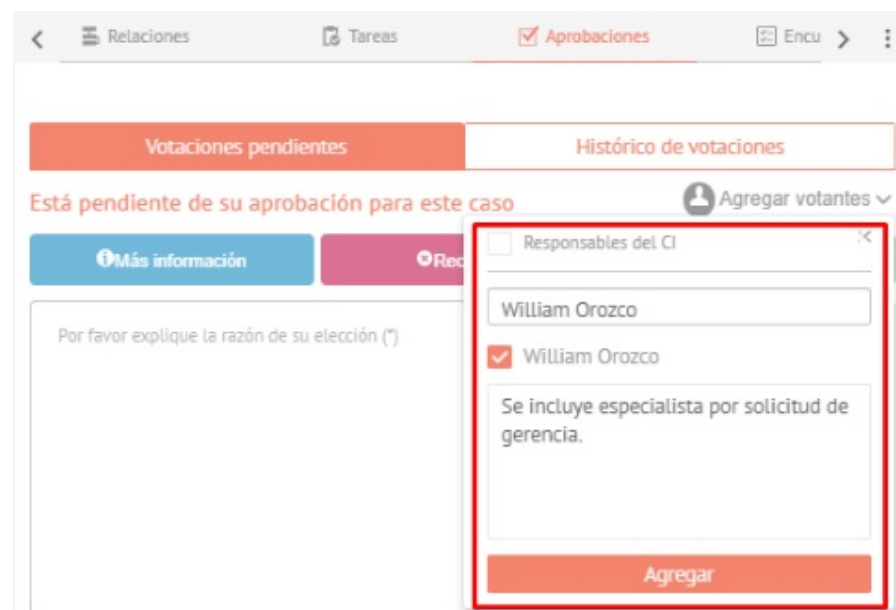 Relaciones
Tareas
Aprobaciones
Encu
Votaciones pendientes
Histórico de votaciones
Está pendiente de su aprobación para este caso
Agregar votantes
Más información
Rec
Por favor explique la razón de su elección (*)
Responsables del CI
William Orozco
William Orozco
Se incluye especialista por solicitud de
gerencia.
Agregar